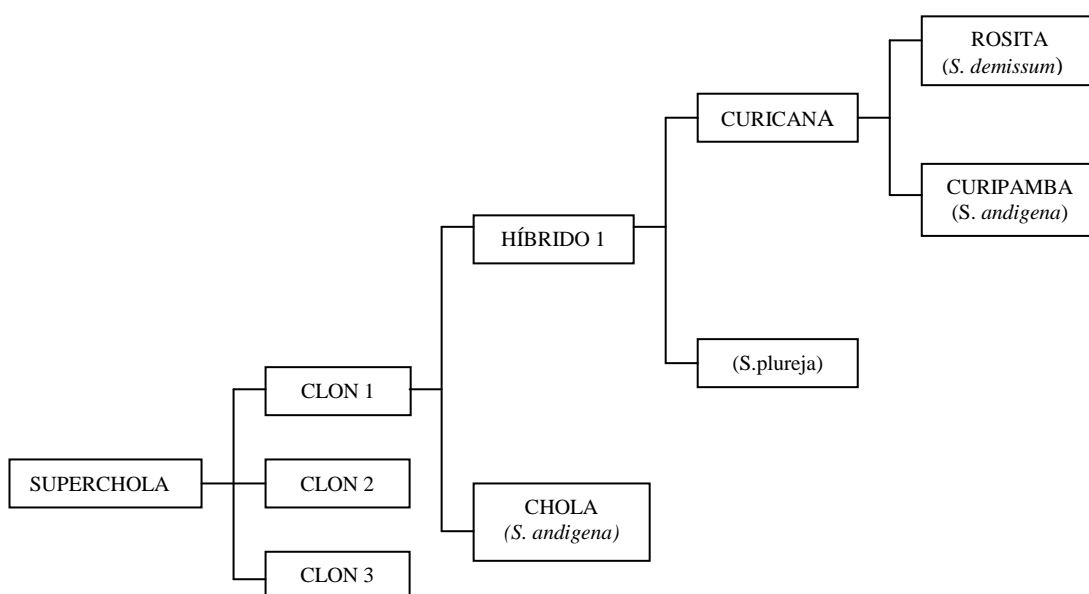 ROSITA
(S. demissum)
CURICANA
CURIPAMBA
(S. andigena)
HÍBRIDO 1
(S.plureja)
CLON 1
SUPERCHOLA
CLON 2
CHOLA
(S. andigena)
CLON 3